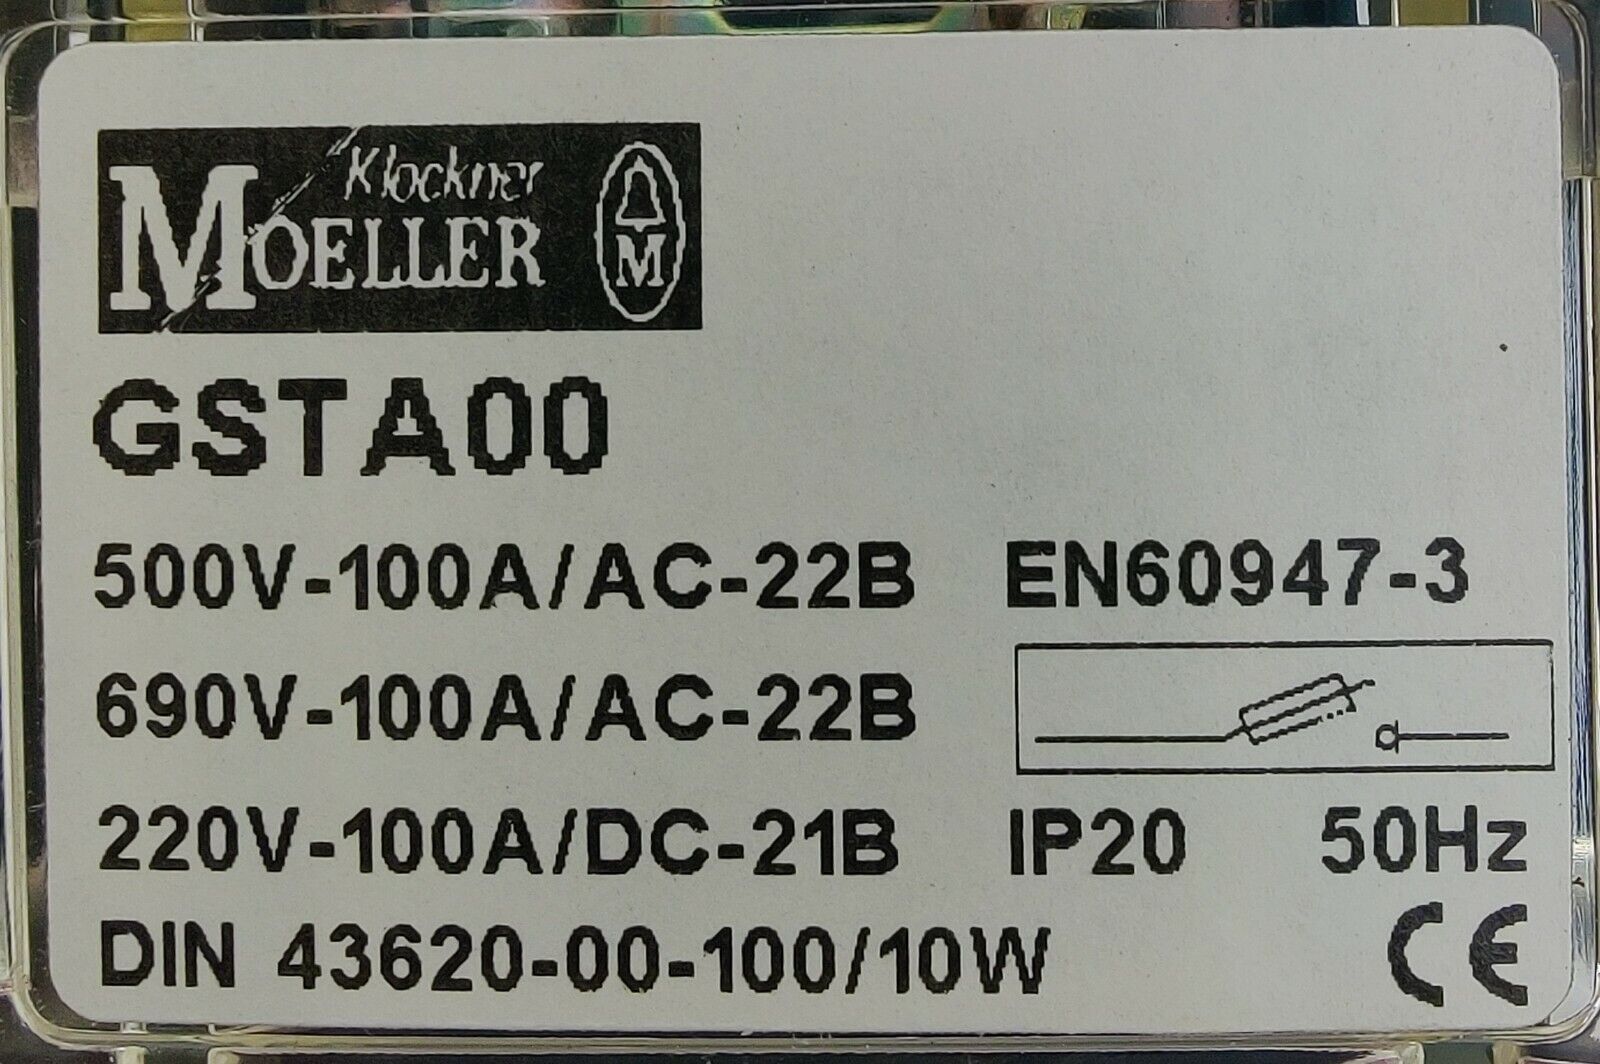 Klockner
MOELLER
M
GSTA00
500V-100A/AC-22B EN60947-3
690V-100A/AC-22B
220V-100A/DC-21B IP20 50Hz
DIN 43620-00-100/10W CE